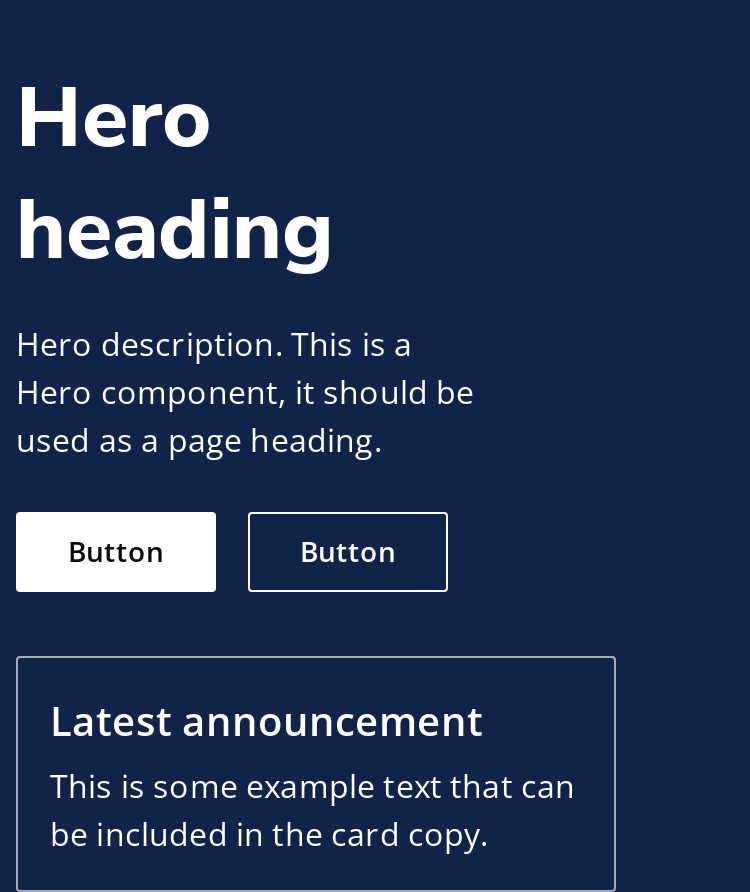 Hero
heading
Hero description. This is a
Hero component, it should be
used as a page heading.
Button
Button
Latest announcement
This is some example text that can
be included in the card copy.